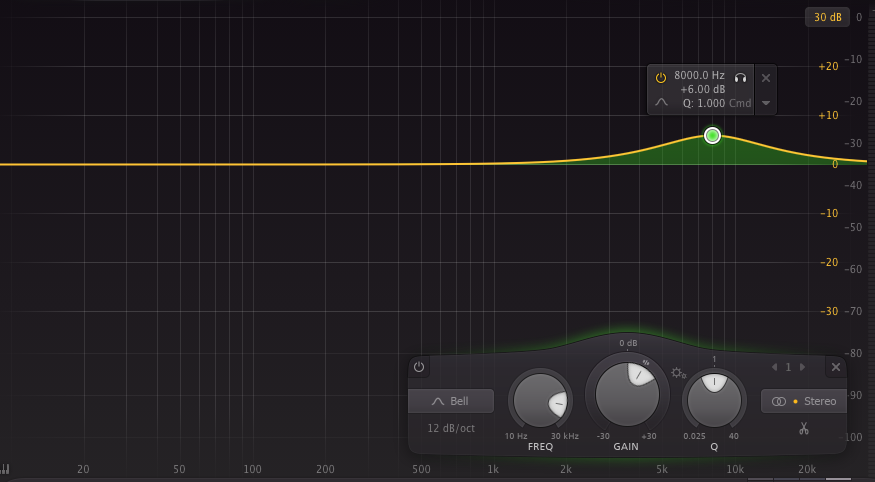 30 dB 0
+20 -10
8000.0 Hz
+6.00 dB
Q: 1.000 Cmd
-20
+10
-30
0
-40
-10
-50
-20
-60
-30 -70
-80
-90
-100
0 dB
1
1
Bell
Stereo
12 dB/oct
10 Hz 30 kHz
FREQ
-30 +30
GAIN
%
0.025 40
Q
20 50 100 200 500 1k 2k 5k 10k 20k